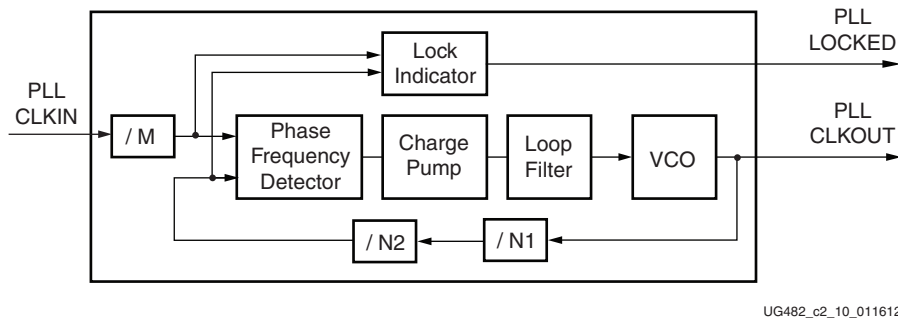 PLL
LOCKED
Lock
Indicator
PLL
CLKIN
/ M
Phase
Frequency
Detector
Charge
Pump
Loop
Filter
VCO
PLL
CLKOUT
/ N2
/ N1
UG482_c2_10_011612